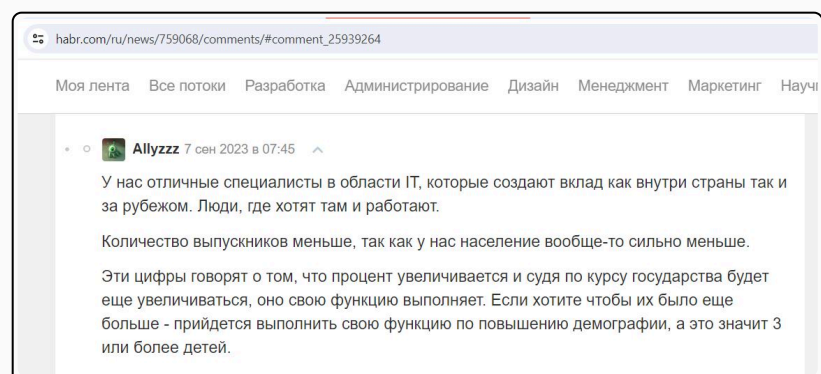 habr.com/ru/news/759068/comments/#comment_25939264
Моя лента Все потоки Разработка Администрирование Дизайн Менеджмент Маркетинг Научн
Allyzzz 7 сен 2023 в 07:45
У нас отличные специалисты в области IT, которые создают вклад как внутри страны так и
за рубежом. Люди, где хотят там и работают.
Количество выпускников меньше, так как у нас население вообще-то сильно меньше.
Эти цифры говорят о том, что процент увеличивается и судя по курсу государства будет
еще увеличиваться, оно свою функцию выполняет. Если хотите чтобы их было еще
больше - прийдется выполнить свою функцию по повышению демографии, а это значит 3
или более детей.